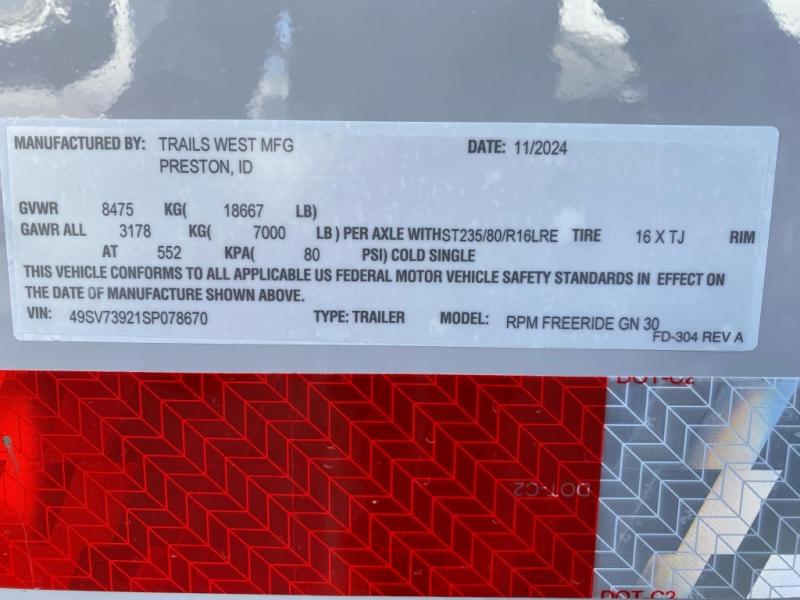 MANUFACTURED BY: TRAILS WEST MFG DATE: 11/2024
PRESTON, ID
GVWR 8475 KG( 18667 LB)
GAWR ALL 3178 KG( 7000 LB ) PER AXLE WITHST235/80/R16LRE TIRE 16 X TJ RIM
AT 552 KPA( 80 PSI) COLD SINGLE
THIS VEHICLE CONFORMS TO ALL APPLICABLE US FEDERAL MOTOR VEHICLE SAFETY STANDARDS IN EFFECT ON
THE DATE OF MANUFACTURE SHOWN ABOVE.
VIN: 49SV73921SP078670 TYPE: TRAILER MODEL: RPM FREERIDE GN 30
FD-304 REV A
DOT-C2
DOT-C2
DOT-C2